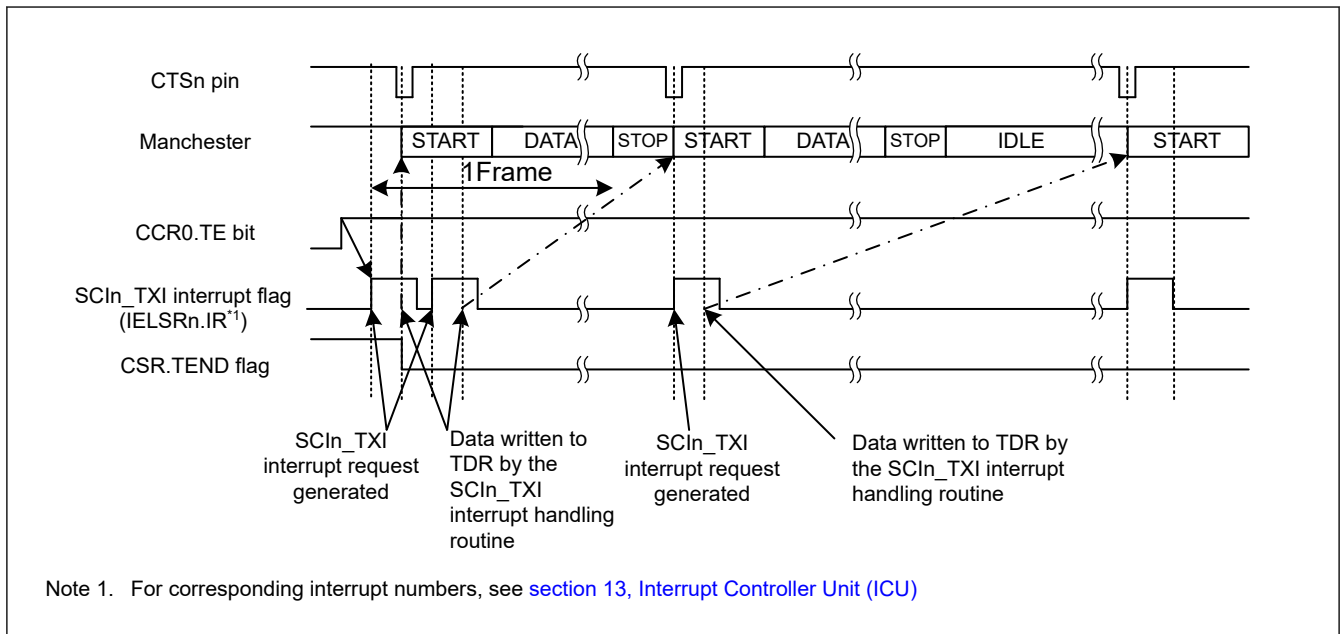 CTSn pin
Manchester
START DATA STOP START DATA STOP IDLE START
1Frame
CCR0.TE bit
SCIn_TXI interrupt flag
(IELSRn.IR*1)
CSR.TEND flag
SCIn_TXI
interrupt request
generated
Data written to
TDR by the
SCIn_TXI
interrupt handling
routine
SCIn_TXI
interrupt request
generated
Data written to TDR by
the SCIn_TXI interrupt
handling routine
Note 1. For corresponding interrupt numbers, see section 13, Interrupt Controller Unit (ICU)